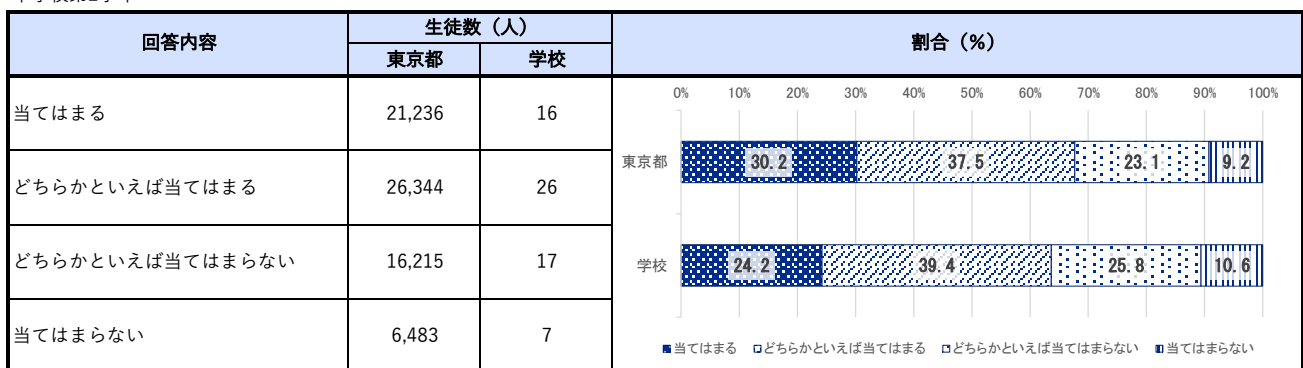 回答内容 生徒数（人） 割合（%）
東京都 学校
当てはまる 21,236 16
どちらかといえば当てはまる 26,344 26
どちらかといえば当てはまらない 16,215 17
当てはまらない 6,483 7
0% 10% 20% 30% 40% 50% 60% 70% 80% 90% 100%
東京都 30.2 37.5 23.1 9.2
学校 24.2 39.4 25.8 10.6
当てはまる どちらかといえば当てはまる どちらかといえば当てはまらない 当てはまらない